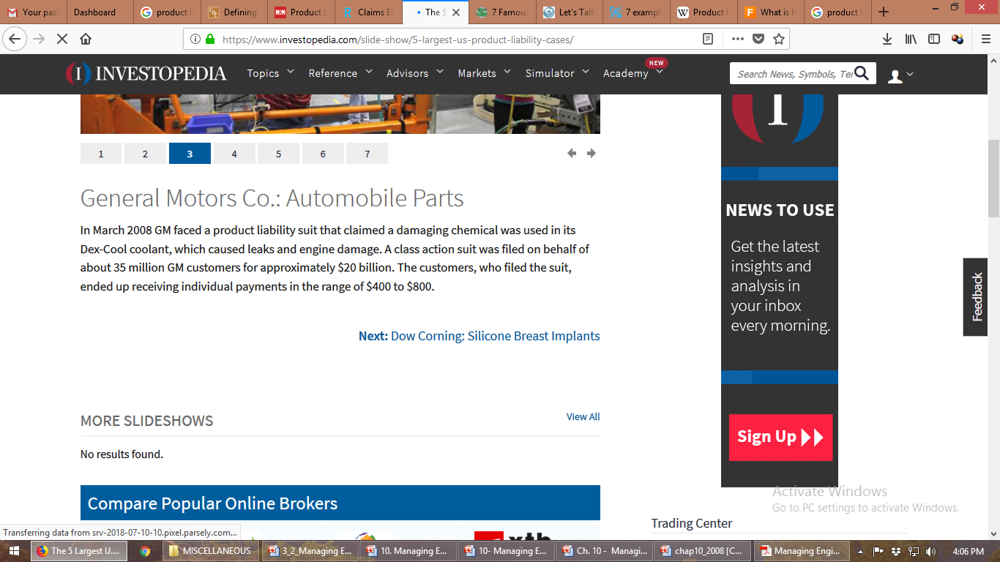 Your pas
Dashboard
product l
Defining
Product L
Claims Ex
The 5
7 Famou
Let's Talk
7 example
Product l
What is P
product l
https://www.investopedia.com/slide-show/5-largest-us-product-liability-cases/
INVESTOPEDIA
Topics
Reference
Advisors
Markets
Simulator
Academy
NEW
Search News, Symbols, Ter
1 2 3 4 5 6 7
General Motors Co.: Automobile Parts
In March 2008 GM faced a product liability suit that claimed a damaging chemical was used in its
Dex-Cool coolant, which caused leaks and engine damage. A class action suit was filed on behalf of
about 35 million GM customers for approximately $20 billion. The customers, who filed the suit,
ended up receiving individual payments in the range of $400 to $800.
Next: Dow Corning: Silicone Breast Implants
MORE SLIDESHOWS
View All
No results found.
Compare Popular Online Brokers
xtb
NEWS TO USE
Get the latest
insights and
analysis in
your inbox
every morning.
Sign Up
Feedback
Activate Windows
Go to PC settings to activate Windows.
Trading Center
Transferring data from srv-2018-07-10-10.pixel.parsely.com...
The 5 Largest U....
MISCELLANEOUS
3_2_Managing E...
10. Managing E...
10- Managing E...
Ch. 10 - Managi...
chap10_2008 [C...
Managing Engi...
4:06 PM